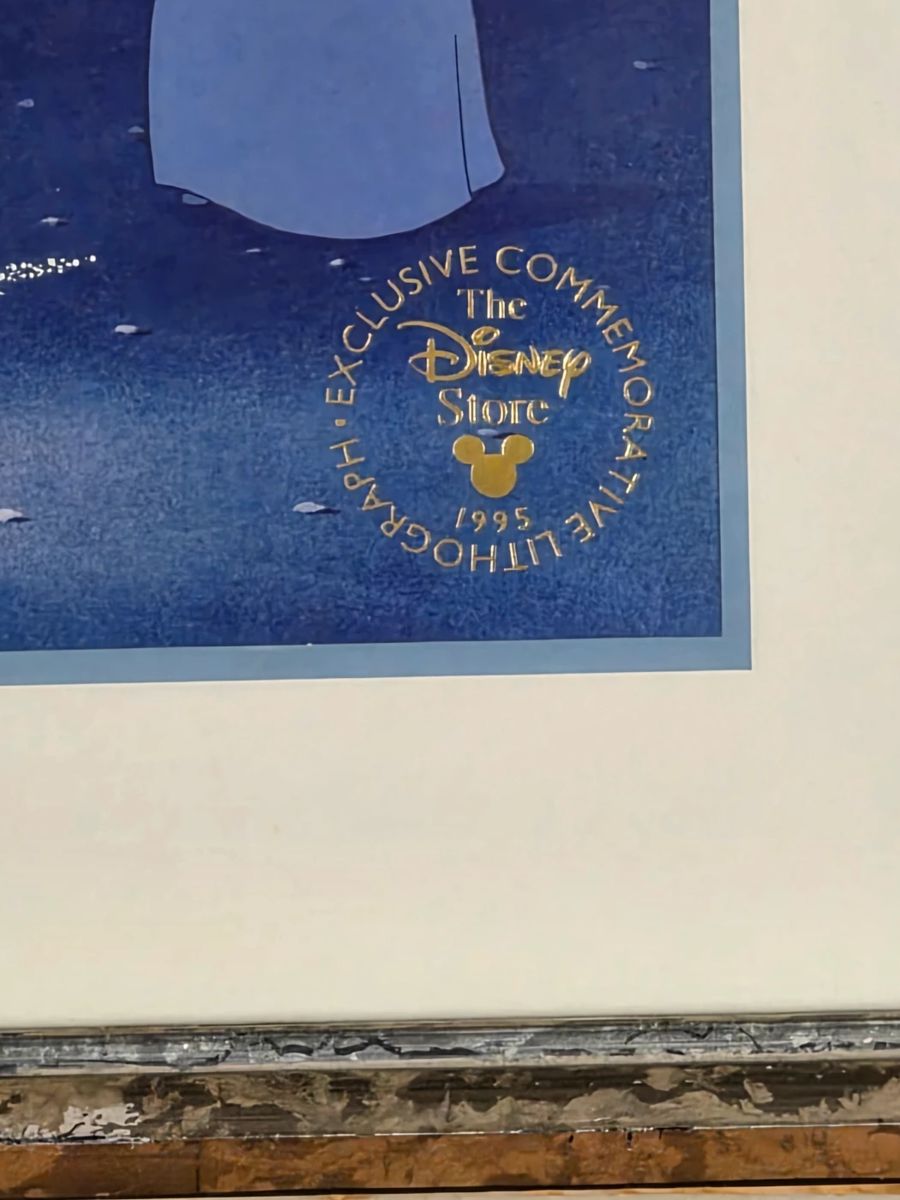 EXCLUSIVE COMMEMORATIVE LITHOGRAPH •
The
Disney
Store
1995